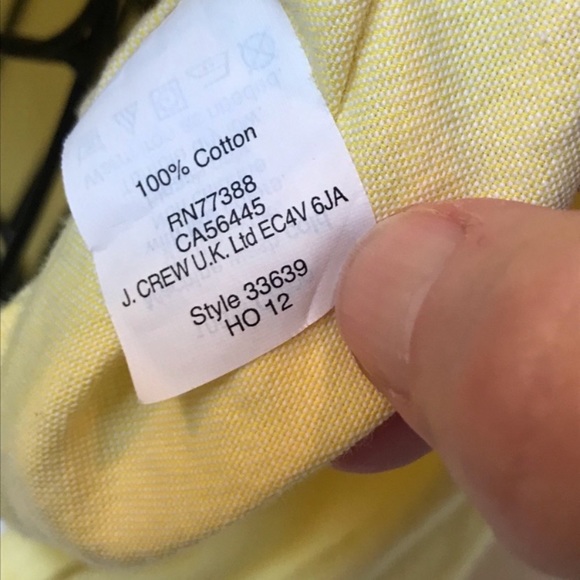 100% Cotton
RN77388
CA56445
J. CREW U.K. Ltd EC4V 6JA
Style 33639
HO 12